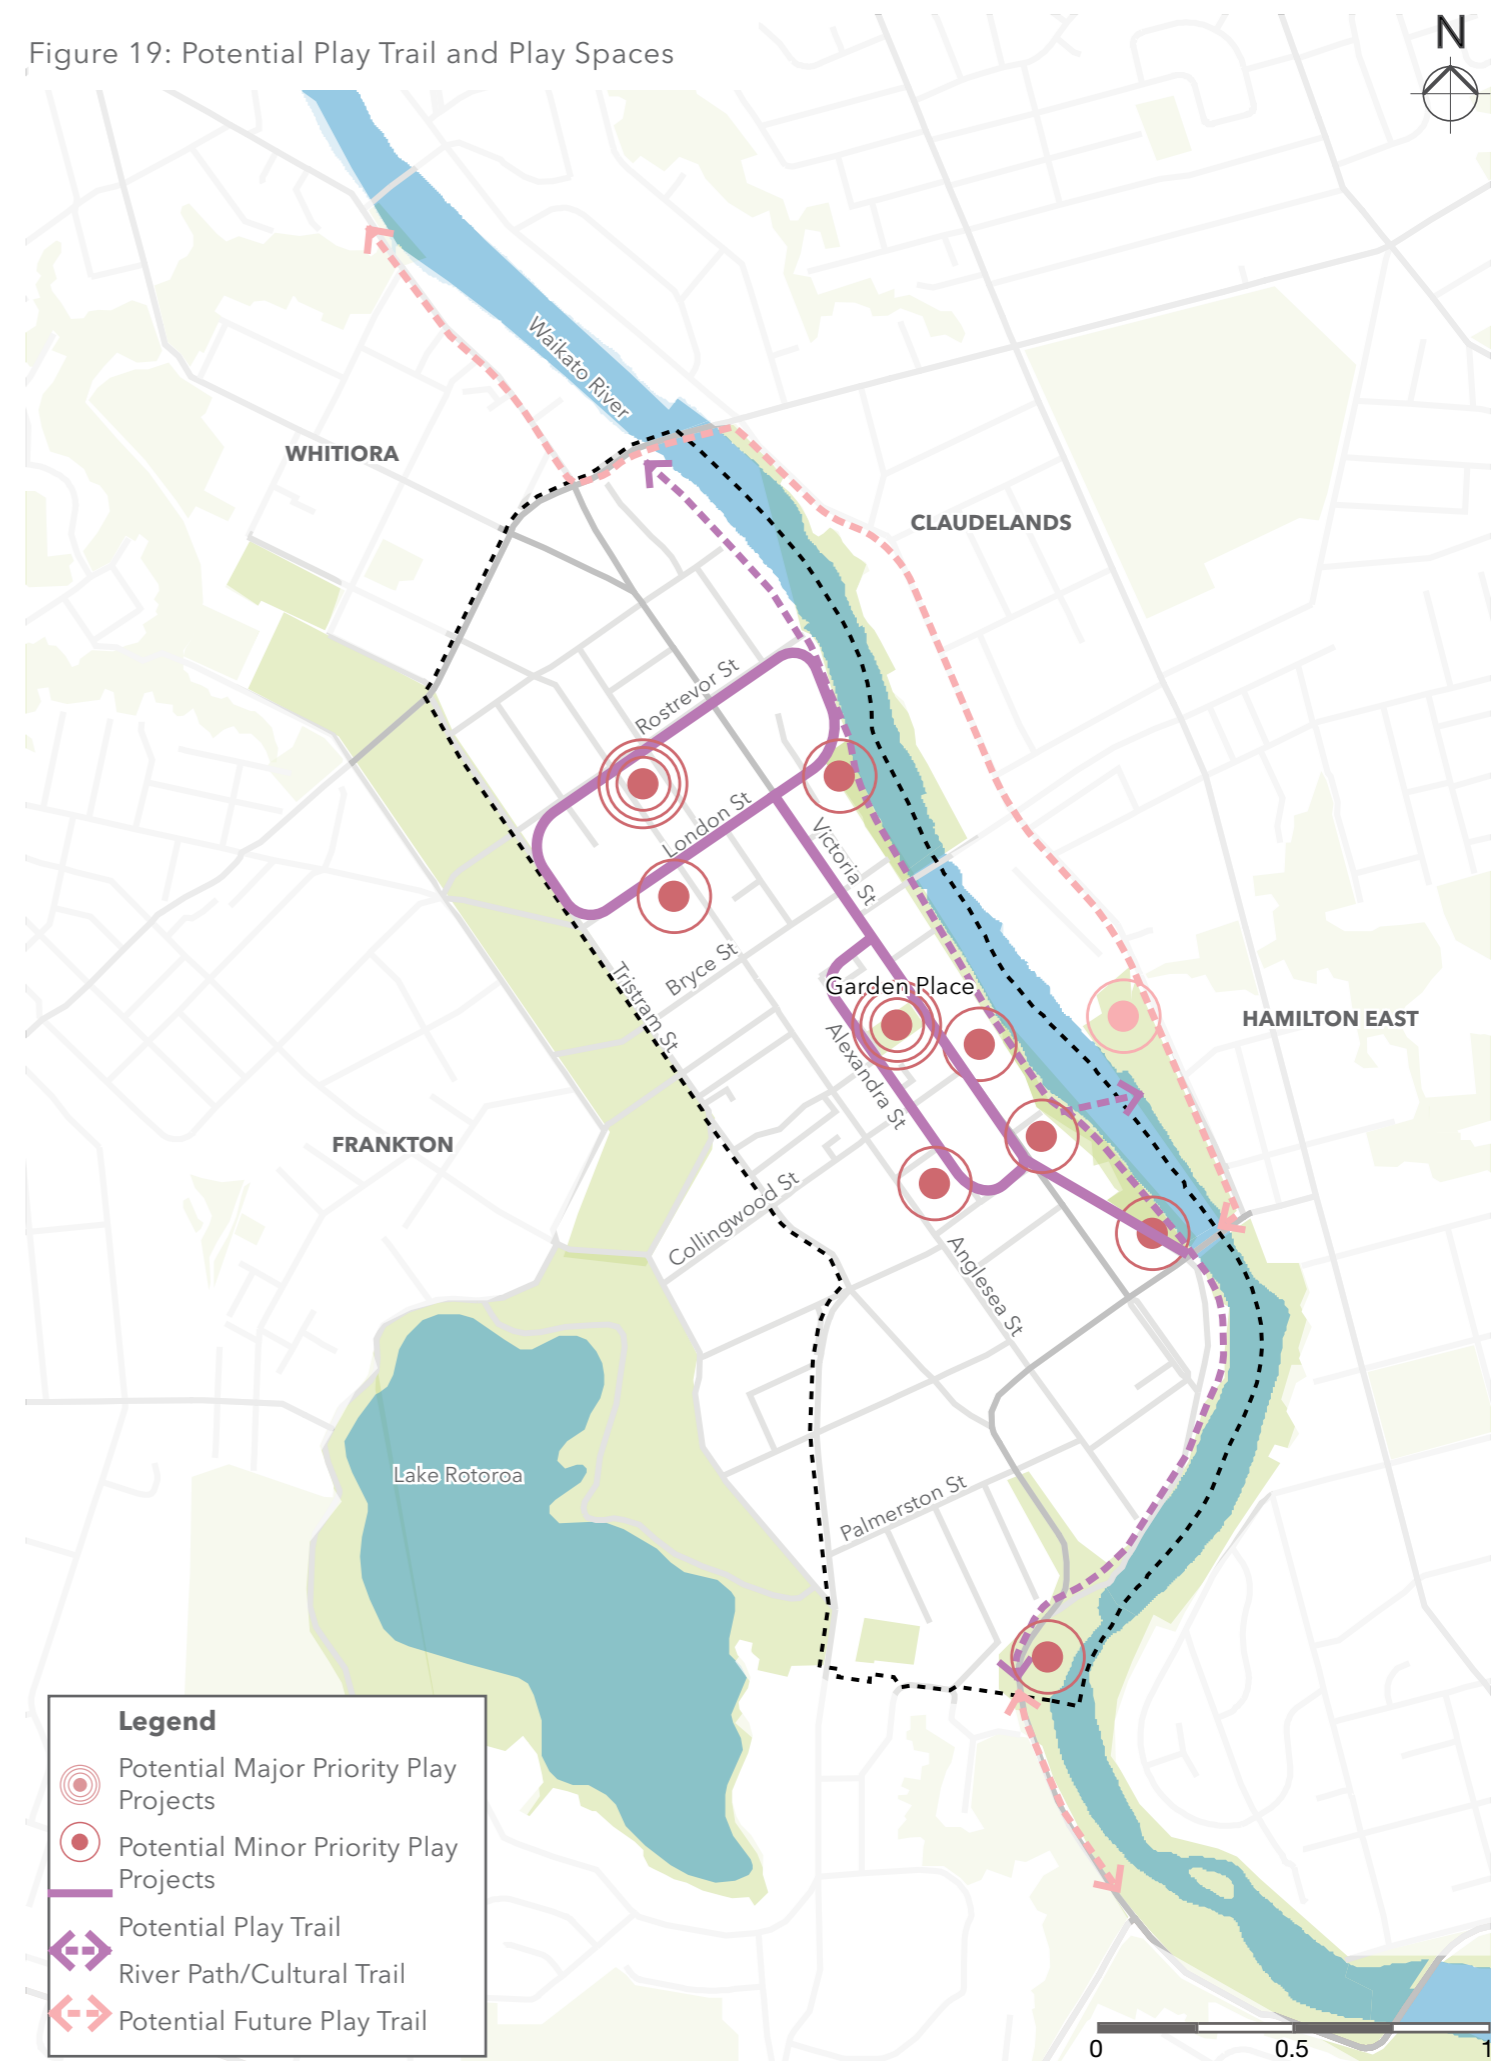 Figure 19: Potential Play Trail and Play Spaces
N
Waikato River
WHITIORA
CLAUDELANDS
Rostrevor St
London St
Victoria St
Bryce St
Tristram St
Garden Place
HAMILTON EAST
Alexandra St
FRANKTON
Collingwood St
Anglesea St
Lake Rotoroa
Palmerston St
Legend
Potential Major Priority Play
Projects
Potential Minor Priority Play
Projects
Potential Play Trail
River Path/Cultural Trail
Potential Future Play Trail
0
0.5
1